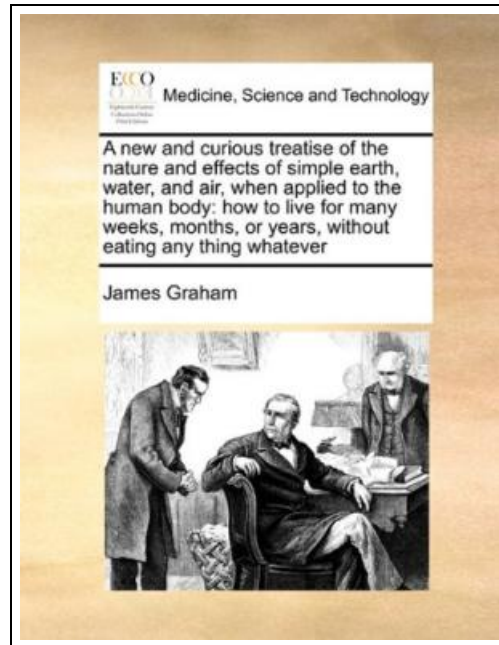 ECCO
Medicine, Science and Technology
A new and curious treatise of the
nature and effects of simple earth,
water, and air, when applied to the
human body: how to live for many
weeks, months, or years, without
eating any thing whatever
James Graham